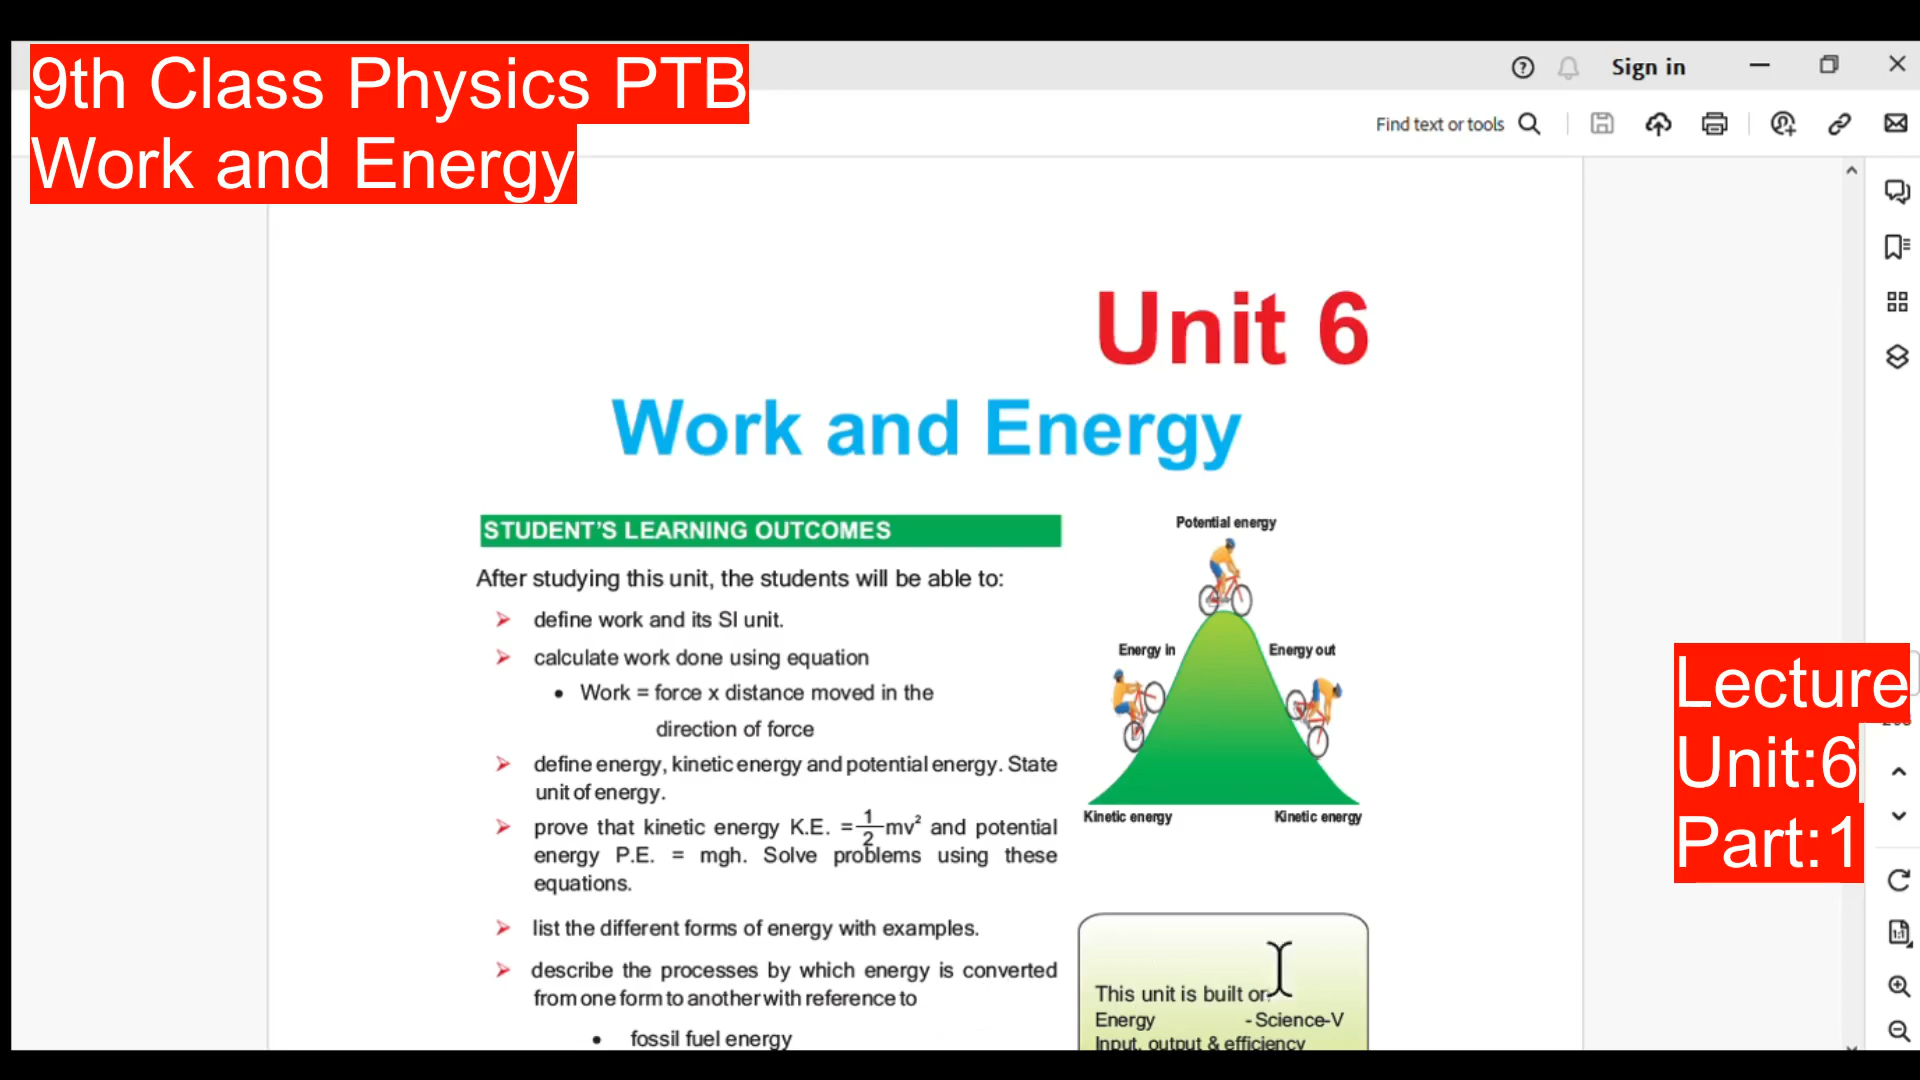 9th Class Physics PTB
Work and Energy
Sign in
Find text or tools
Unit 6
Work and Energy
STUDENT'S LEARNING OUTCOMES
After studying this unit, the students will be able to:
➢ define work and its SI unit.
➢ calculate work done using equation
• Work = force x distance moved in the
direction of force
➢ define energy, kinetic energy and potential energy. State
unit of energy.
➢ prove that kinetic energy K.E. = 1/2 mv² and potential
energy P.E. = mgh. Solve problems using these
equations.
➢ list the different forms of energy with examples.
➢ describe the processes by which energy is converted
from one form to another with reference to
• fossil fuel energy
Potential energy
Energy in
Energy out
Kinetic energy
Kinetic energy
This unit is built on
Energy - Science-V
Input, output & efficiency
Lecture
Unit:6
Part:1
1:1